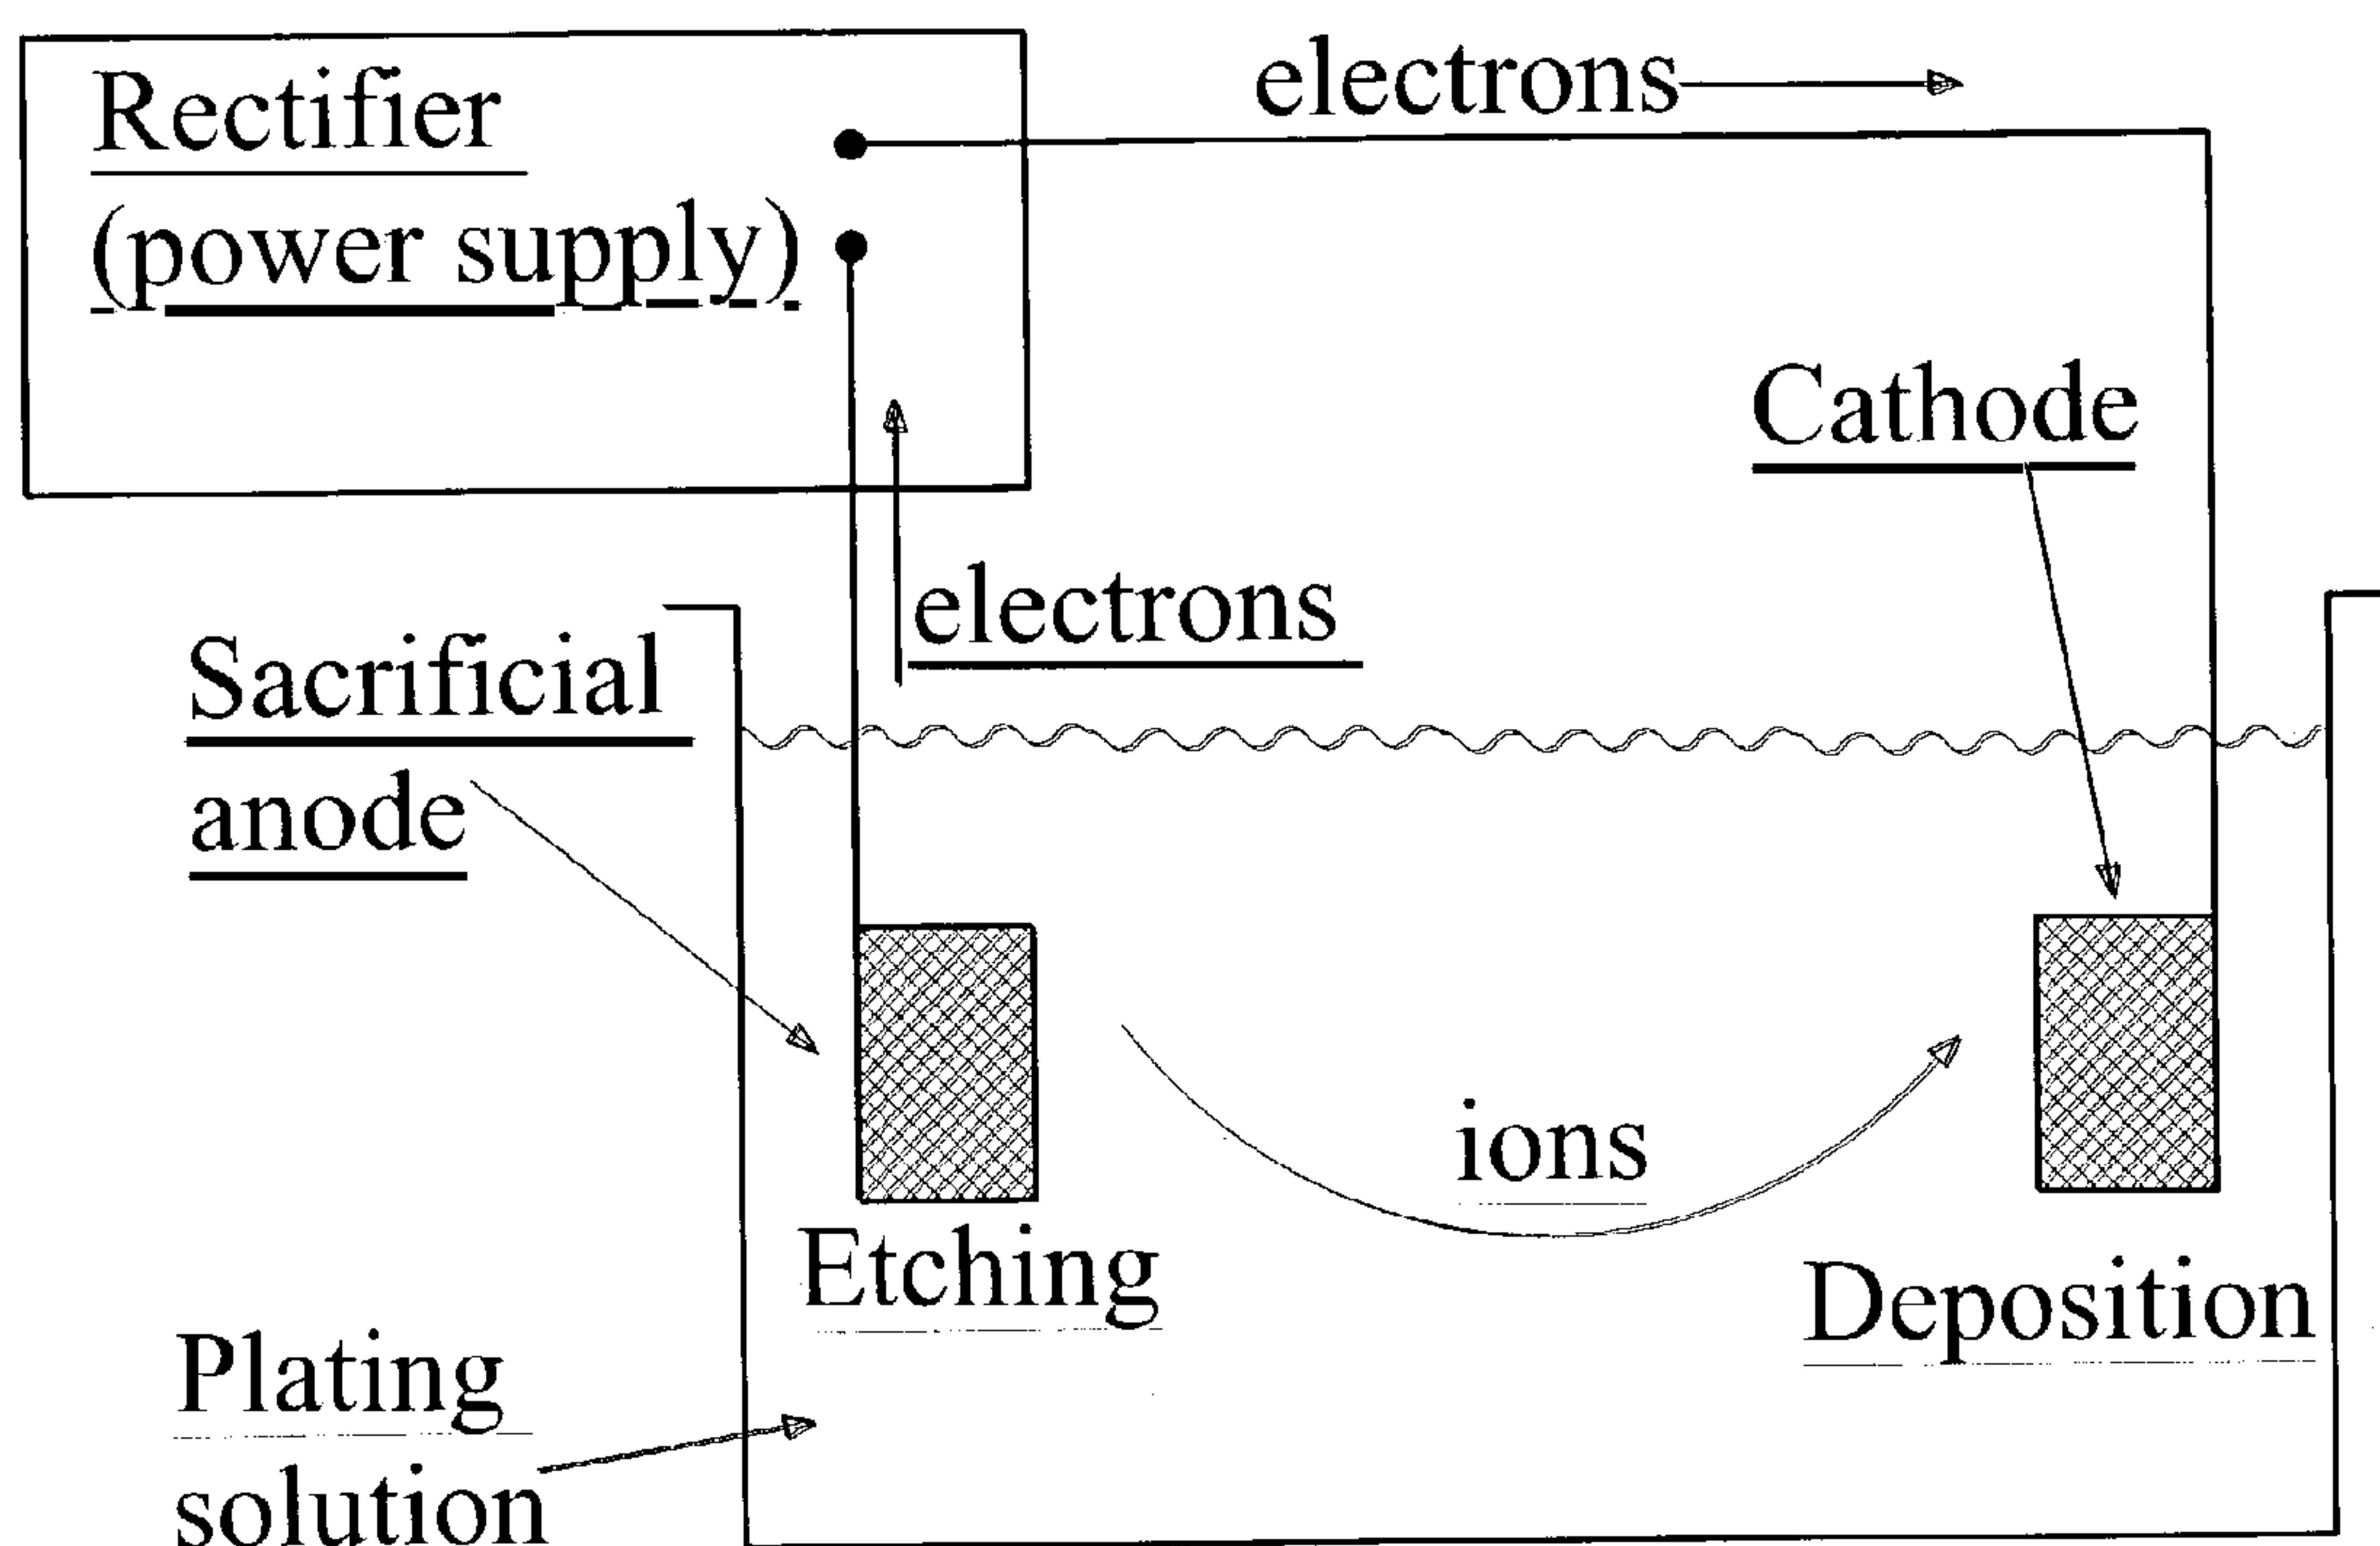 Rectifier
(power supply)
electrons
Cathode
electrons
Sacrificial
anode
ions
Etching
Deposition
Plating
solution